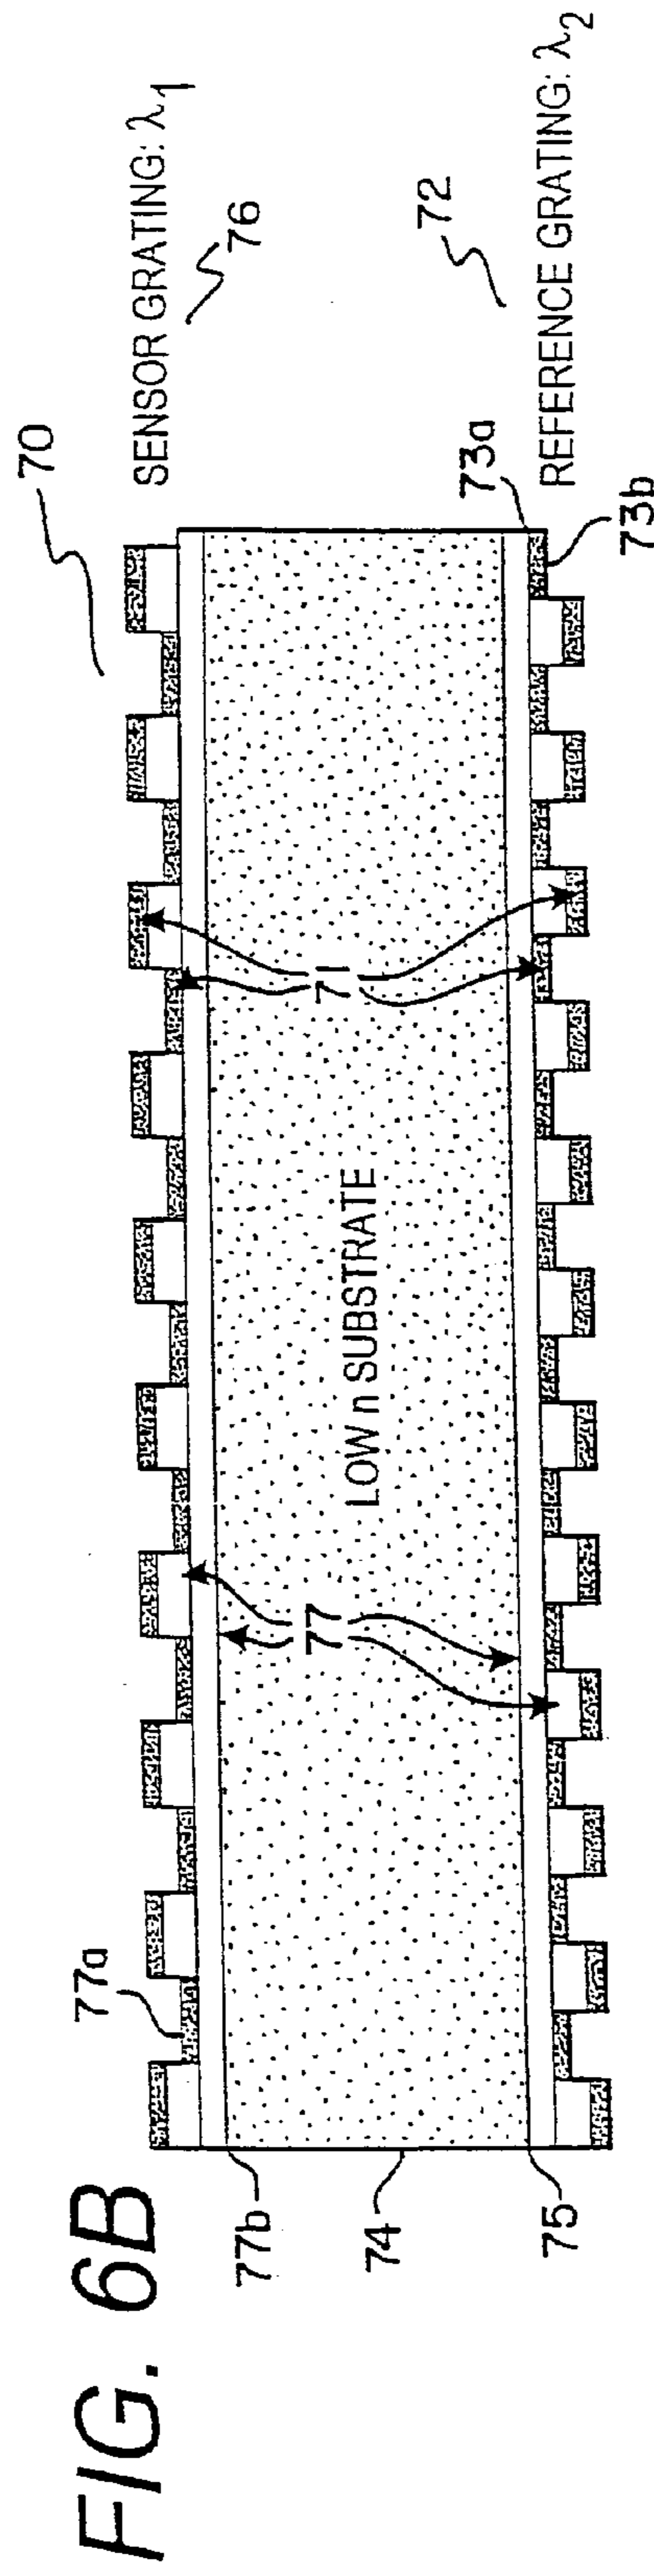 FIG. 6B
70
SENSOR GRATING: λ1
76
77a
71
77
LOW n SUBSTRATE
72
73a
REFERENCE GRATING: λ2
73b
77b
74
75